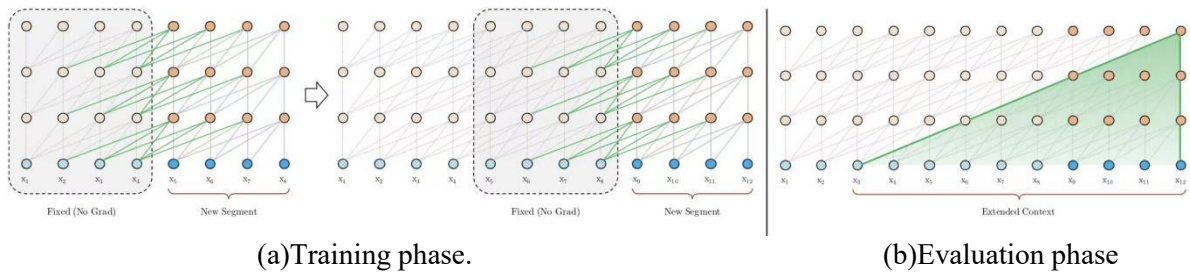 x₁ x₂ x₃ x₄ x₅ x₆ x₇ x₈ x₁ x₂ x₃ x₄ x₅ x₆ x₇ x₈ x₉ x₁₀ x₁₁ x₁₂ x₁ x₂ x₃ x₄ x₅ x₆ x₇ x₈ x₉ x₁₀ x₁₁ x₁₂
Fixed (No Grad) New Segment Fixed (No Grad) New Segment Extended Context
(a)Training phase. (b)Evaluation phase